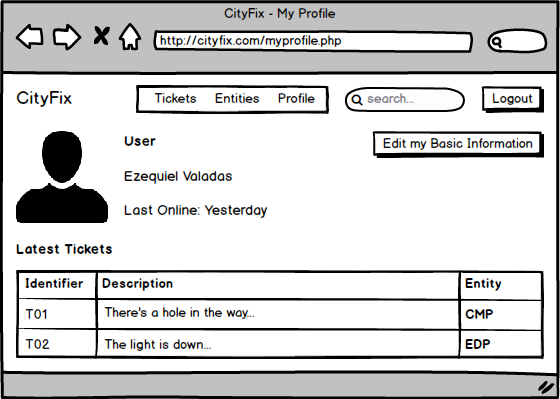 CityFix - My Profile
http://cityfix.com/myprofile.php
CityFix Tickets Entities Profile search... Logout
User Edit my Basic Information
Ezequiel Valadas
Last Online: Yesterday
Latest Tickets
Identifier Description Entity
T01 There's a hole in the way... CMP
T02 The light is down... EDP